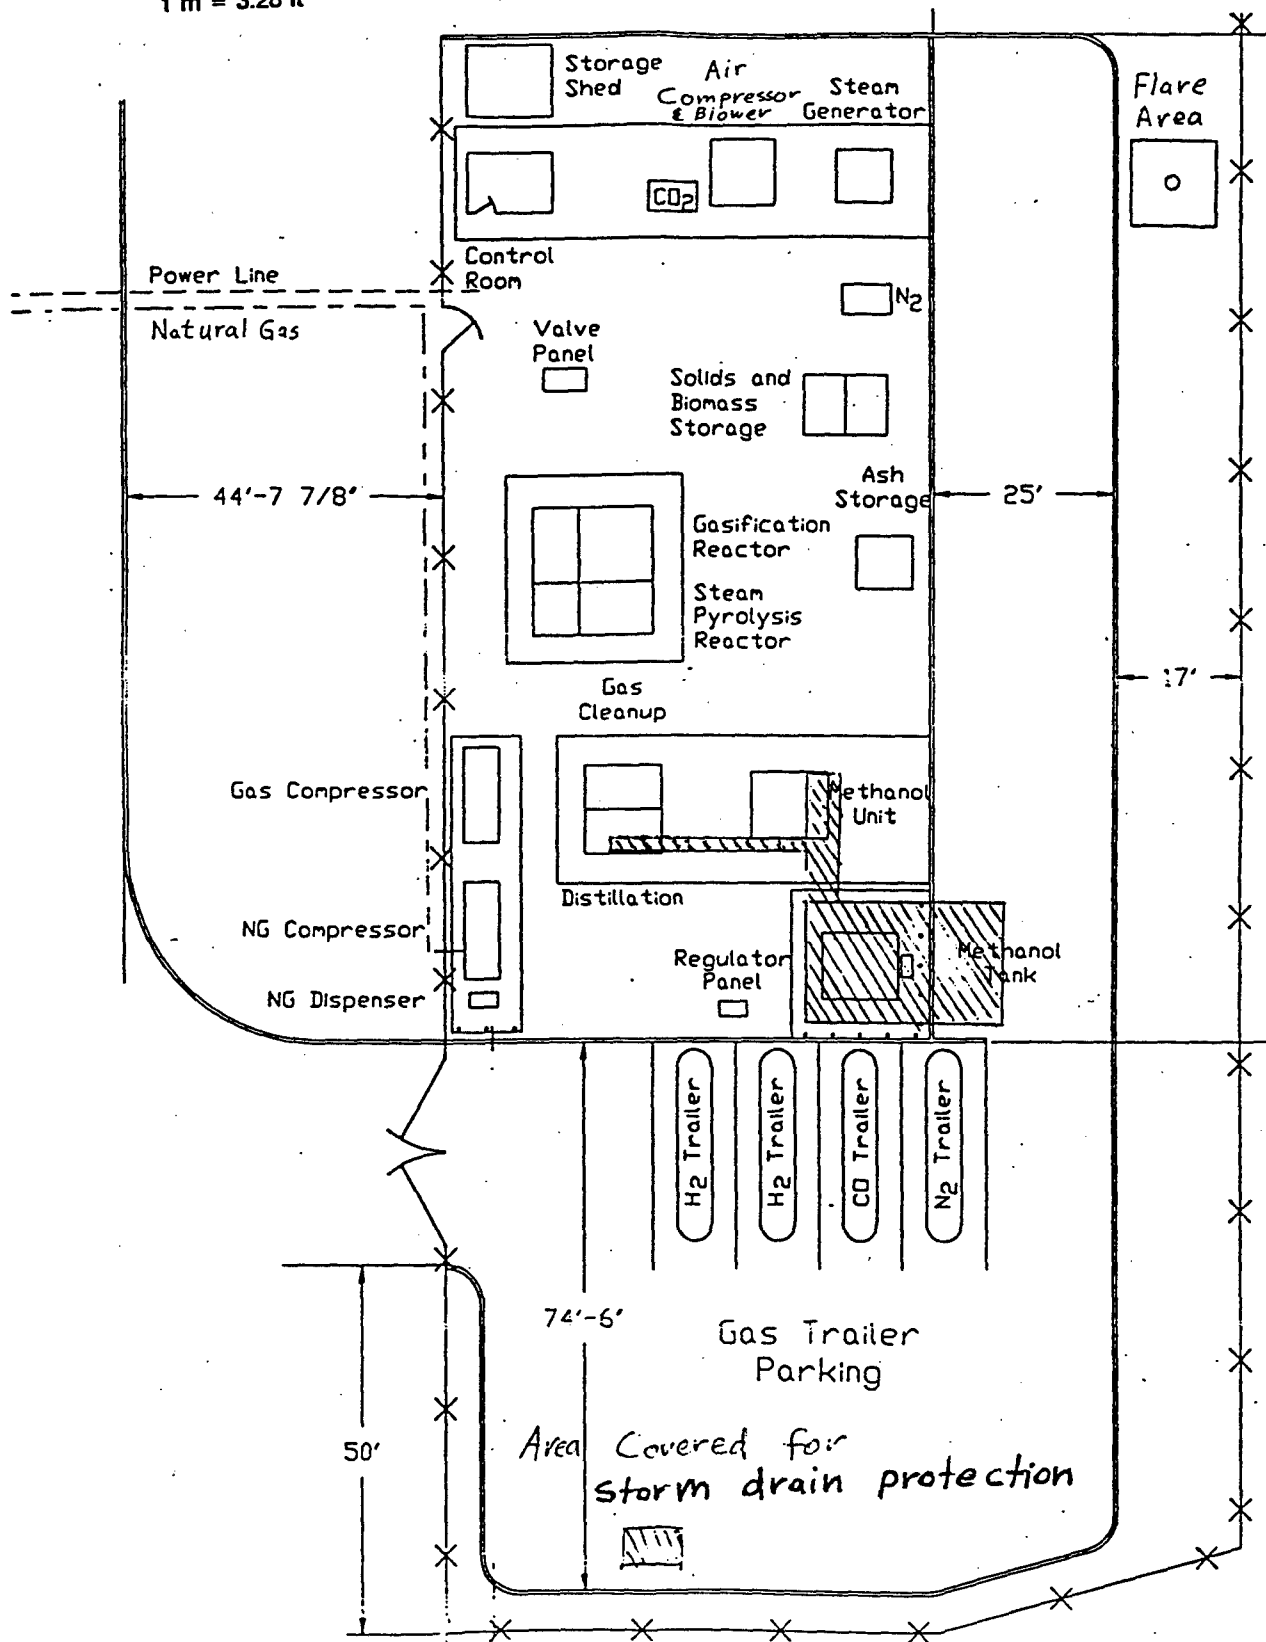 1 m = 3.28 ft
Storage
Shed
Air
Compressor
& Blower
Steam
Generator
Flare
Area
CO2
Control
Room
Power Line
Natural Gas
N2
Valve
Panel
Solids and
Biomass
Storage
Ash
Storage
44'-7 7/8"
25'
Gasification
Reactor
Steam
Pyrolysis
Reactor
17'
Gas
Cleanup
Gas Compressor
Methanol
Unit
Distillation
NG Compressor
Regulator
Panel
Methanol
Tank
NG Dispenser
H2 Trailer
H2 Trailer
CO Trailer
N2 Trailer
74'-6"
Gas Trailer
Parking
50'
Area Covered for
storm drain protection